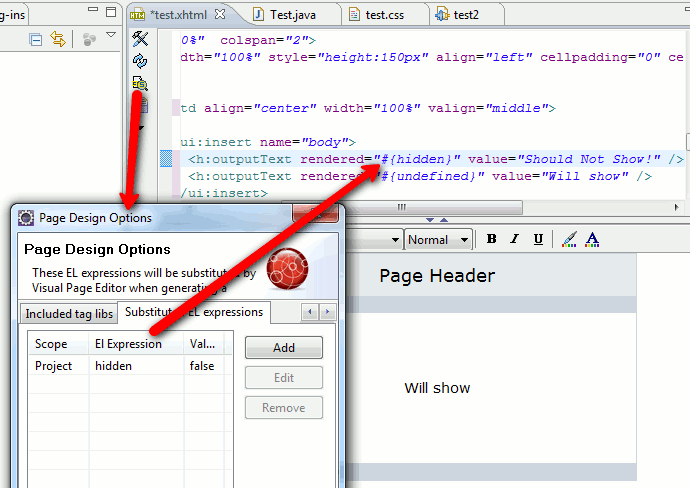 g-ins
*test.xhtml
Test.java
test.css
test2
0%" colspan="2">
dth="100%" style="height:150px" align="left" cellpadding="0" ce
td align="center" width="100%" valign="middle">
ui:insert name="body">
<h:outputText rendered="#{hidden}" value="Should Not Show!" />
<h:outputText rendered="#{undefined}" value="Will show" />
/ui:insert>
Page Design Options
Normal
B I U A
Page Design Options
These EL expressions will be substituted by
Visual Page Editor when generating a
Page Header
Included tag libs
EL expressions
Scope
El Expression
Val...
Add
Project
hidden
false
Edit
Remove
Will show